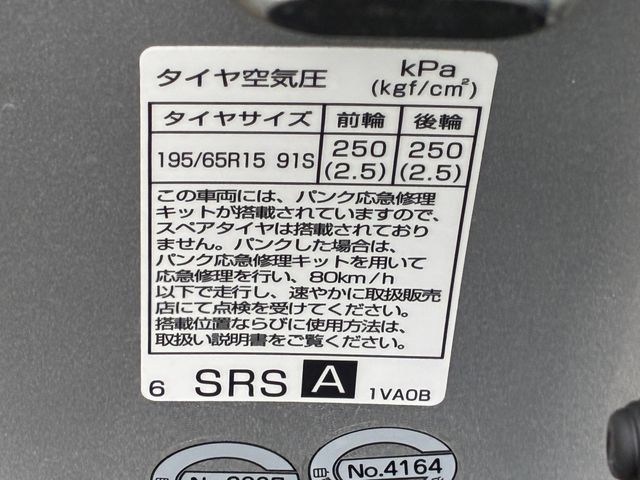 タイヤ空気圧 kPa
(kgf/cm²)
タイヤサイズ 前輪 後輪
195/65R15 91S 250 250
(2.5) (2.5)
この車両には、パンク応急修理
キットが搭載されていますので、
スペアタイヤは搭載されており
ません。パンクした場合は、
パンク応急修理キットを用いて
応急修理を行い、80km/h
以下で走行し、速やかに取扱販売
店にて点検を受けてください。
搭載位置ならびに使用方法は、
取扱い説明書をご覧ください。
6 SRS A 1VA0B
No.4164